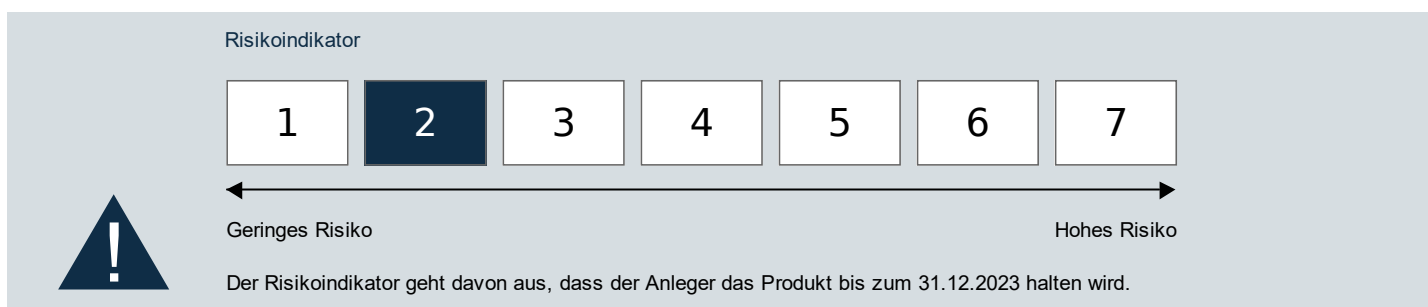 Risikoindikator
1 2 3 4 5 6 7
Geringes Risiko Hohes Risiko
!
Der Risikoindikator geht davon aus, dass der Anleger das Produkt bis zum 31.12.2023 halten wird.